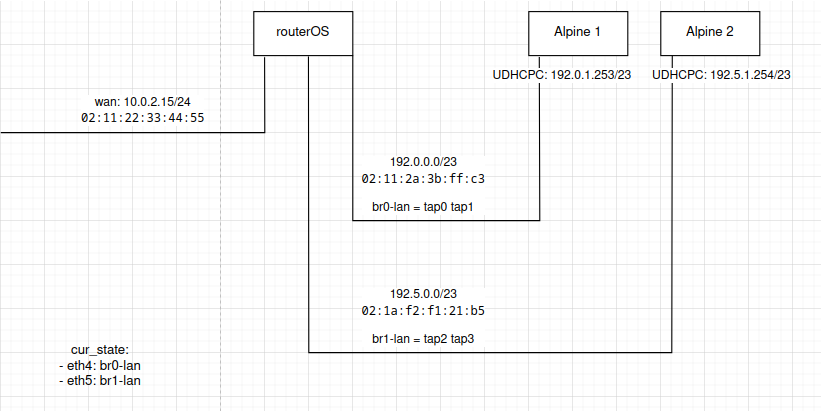 routerOS
Alpine 1
Alpine 2
UDHCPC: 192.0.1.253/23
UDHCPC: 192.5.1.254/23
wan: 10.0.2.15/24
02:11:22:33:44:55
192.0.0.0/23
02:11:2a:3b:ff:c3
br0-lan = tap0 tap1
192.5.0.0/23
02:1a:f2:f1:21:b5
br1-lan = tap2 tap3
cur_state:
- eth4: br0-lan
- eth5: br1-lan